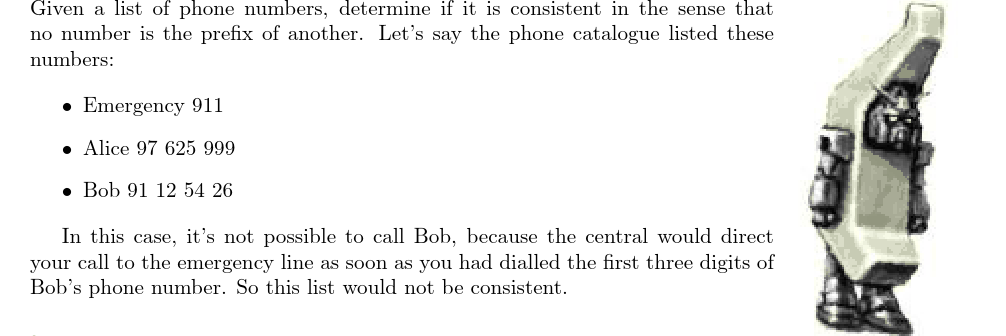 Given a list of phone numbers, determine if it is consistent in the sense that
no number is the prefix of another. Let's say the phone catalogue listed these
numbers:
• Emergency 911
• Alice 97 625 999
• Bob 91 12 54 26
In this case, it's not possible to call Bob, because the central would direct
your call to the emergency line as soon as you had dialled the first three digits of
Bob's phone number. So this list would not be consistent.